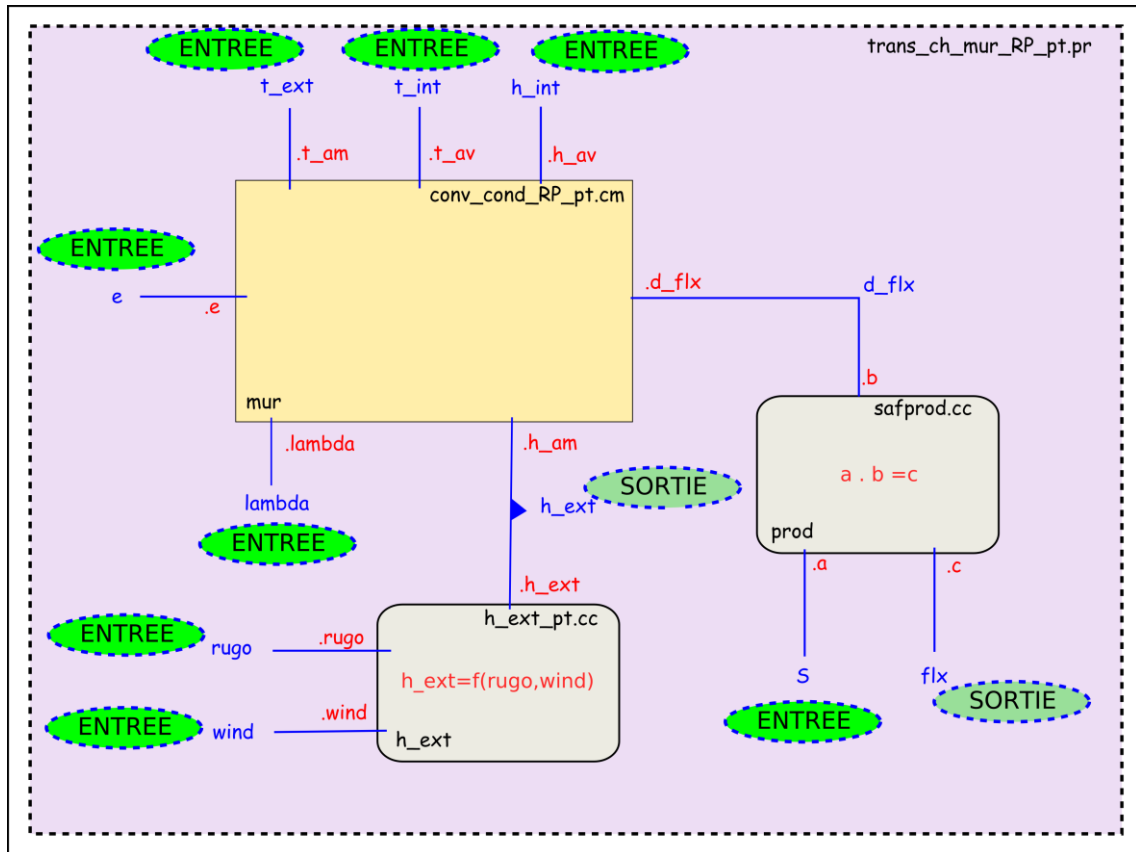 ENTREE
ENTREE
ENTREE
trans_ch_mur_RP_pt.pr
t_ext
t_int
h_int
.t_am
.t_av
.h_av
conv_cond_RP_pt.cm
ENTREE
e
.e
.d_flx
d_flx
mur
.b
safprod.cc
.lambda
.h_am
a . b =c
lambda
SORTIE
h_ext
prod
ENTREE
.a
.c
.h_ext
h_ext_pt.cc
ENTREE
rugo
.rugo
h_ext=f(rugo,wind)
S
flx
ENTREE
SORTIE
ENTREE
wind
.wind
h_ext